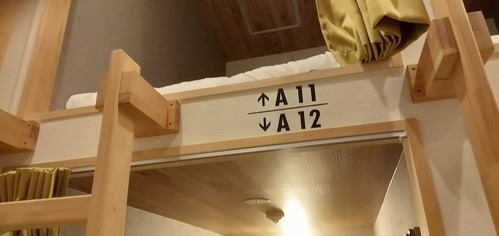 ↑ A 11
↓ A 12